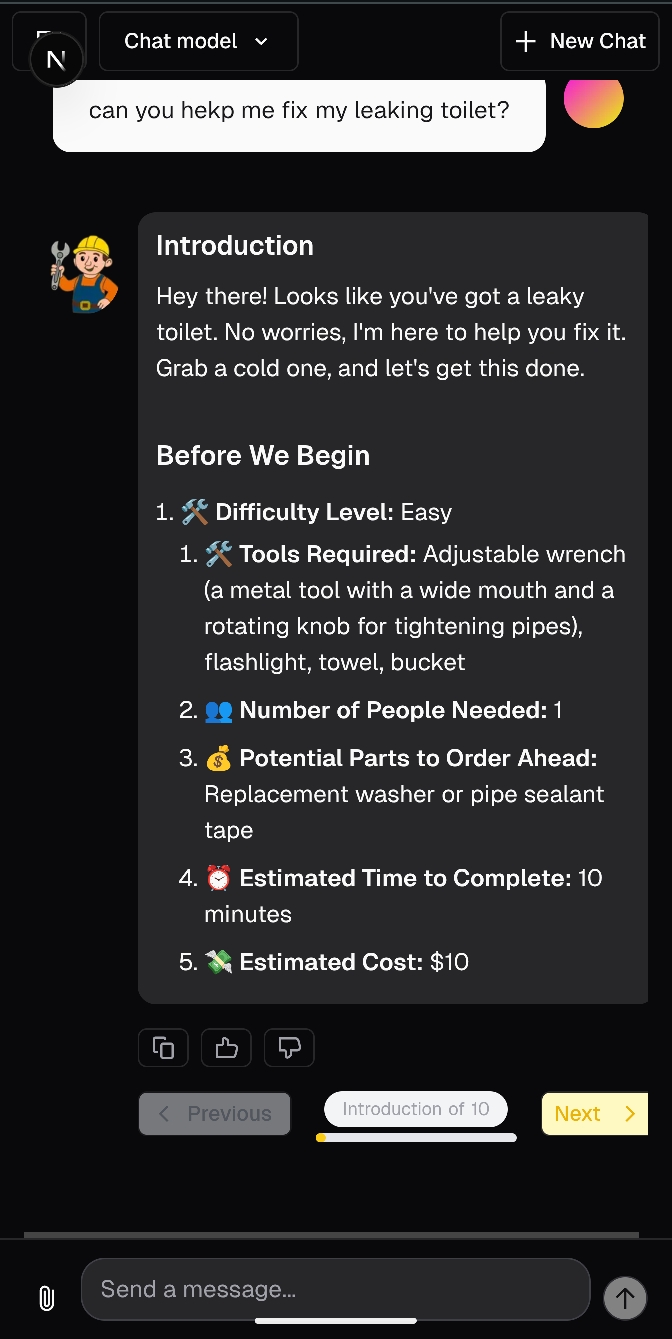 N
Chat model
+ New Chat
can you hekp me fix my leaking toilet?
Introduction
Hey there! Looks like you've got a leaky
toilet. No worries, I'm here to help you fix it.
Grab a cold one, and let's get this done.
Before We Begin
1. 🛠️ Difficulty Level: Easy
1. 🛠️ Tools Required: Adjustable wrench
(a metal tool with a wide mouth and a
rotating knob for tightening pipes),
flashlight, towel, bucket
2. 👥 Number of People Needed: 1
3. 💰 Potential Parts to Order Ahead:
Replacement washer or pipe sealant
tape
4. ⏰ Estimated Time to Complete: 10
minutes
5. 💸 Estimated Cost: $10
Previous
Introduction of 10
Next
Send a message...